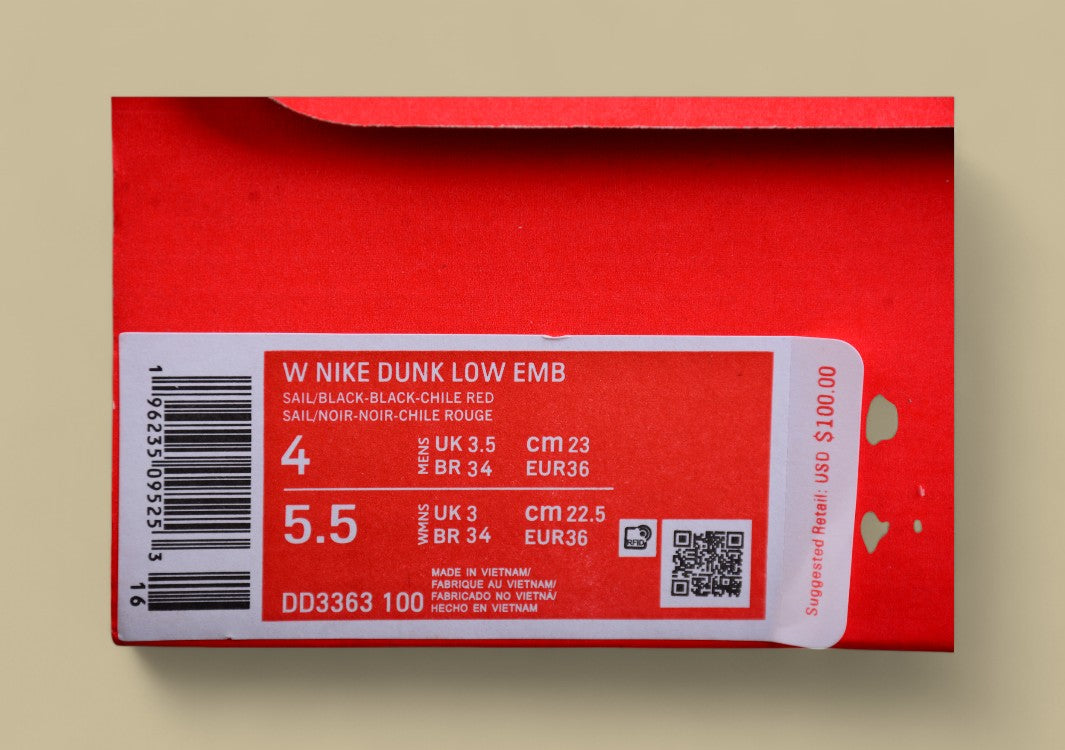 W NIKE DUNK LOW EMB
SAIL/BLACK-BLACK-CHILE RED
SAIL/NOIR-NOIR-CHILE ROUGE
4 MENS UK 3.5 cm 23
BR 34 EUR36
5.5 WMNS UK 3 cm 22.5
BR 34 EUR36
RFID
DD3363 100
MADE IN VIETNAM/
FABRIQUE AU VIETNAM/
FABRICADO NO VIETNÃ/
HECHO EN VIETNAM
1 96235 09525 3
16
Suggested Retail: USD $100.00